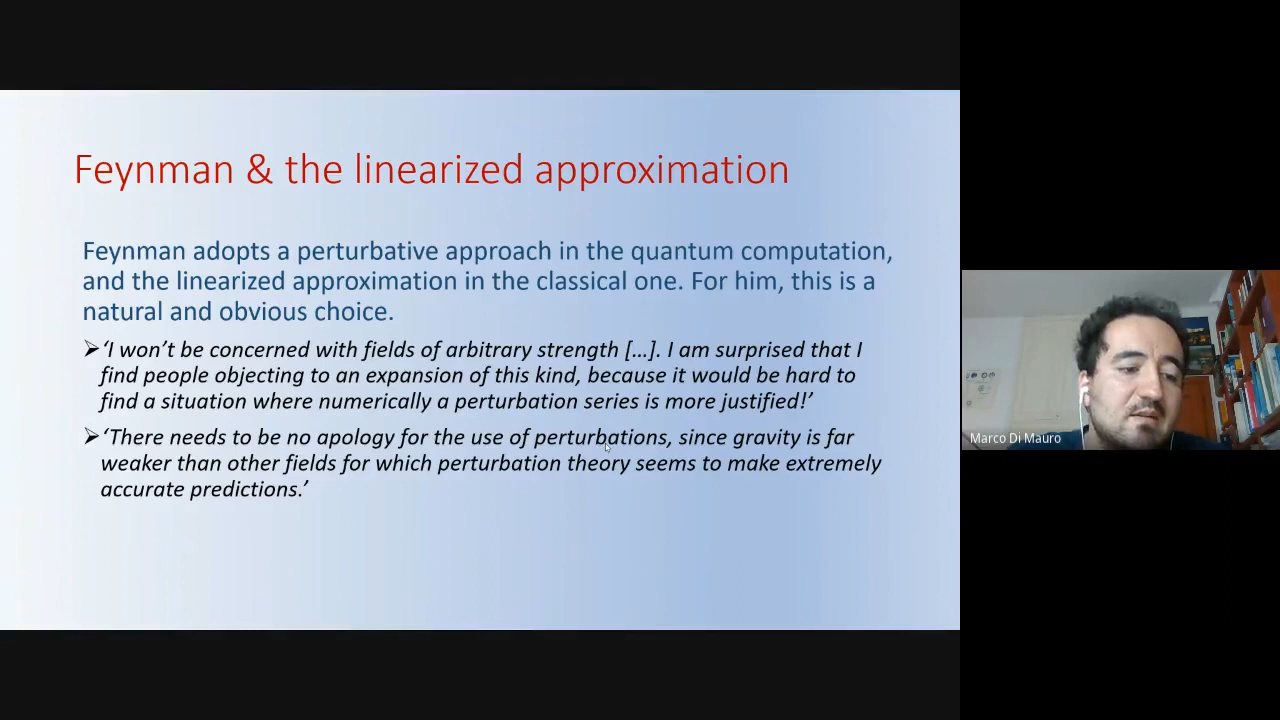 Feynman & the linearized approximation
Feynman adopts a perturbative approach in the quantum computation,
and the linearized approximation in the classical one. For him, this is a
natural and obvious choice.
➢‘I won’t be concerned with fields of arbitrary strength […]. I am surprised that I
find people objecting to an expansion of this kind, because it would be hard to
find a situation where numerically a perturbation series is more justified!’
➢‘There needs to be no apology for the use of perturbations, since gravity is far
weaker than other fields for which perturbation theory seems to make extremely
accurate predictions.’
Marco Di Mauro